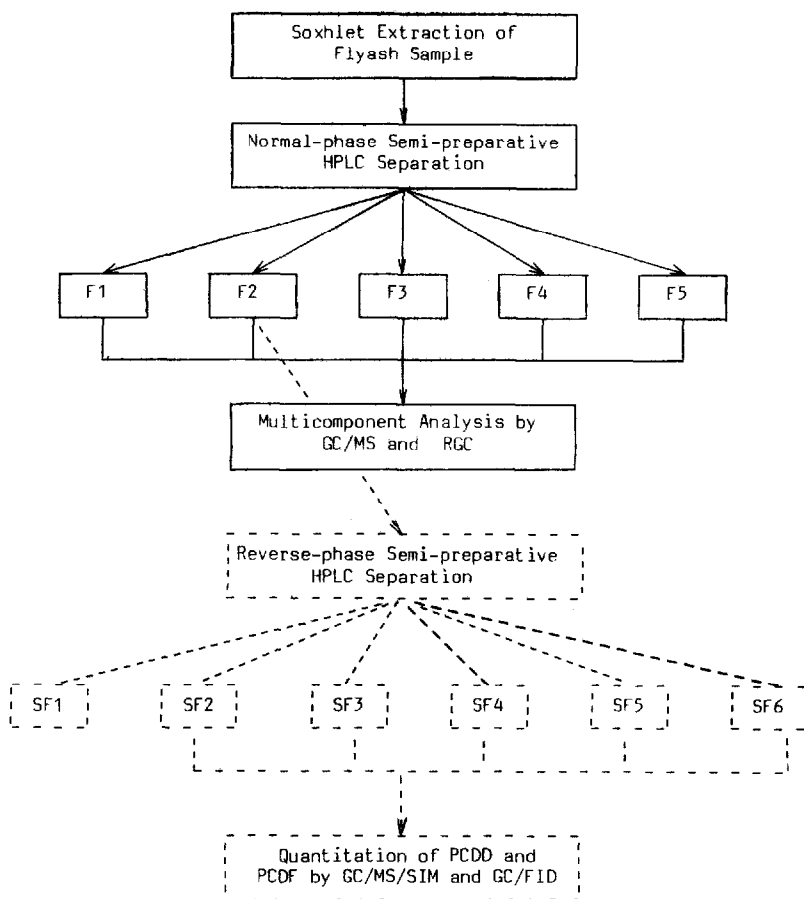 Soxhlet Extraction of
Flyash Sample
Normal-phase Semi-preparative
HPLC Separation
F1 F2 F3 F4 F5
Multicomponent Analysis by
GC/MS and RGC
Reverse-phase Semi-preparative
HPLC Separation
SF1 SF2 SF3 SF4 SF5 SF6
Quantitation of PCDD and
PCDF by GC/MS/SIM and GC/FID